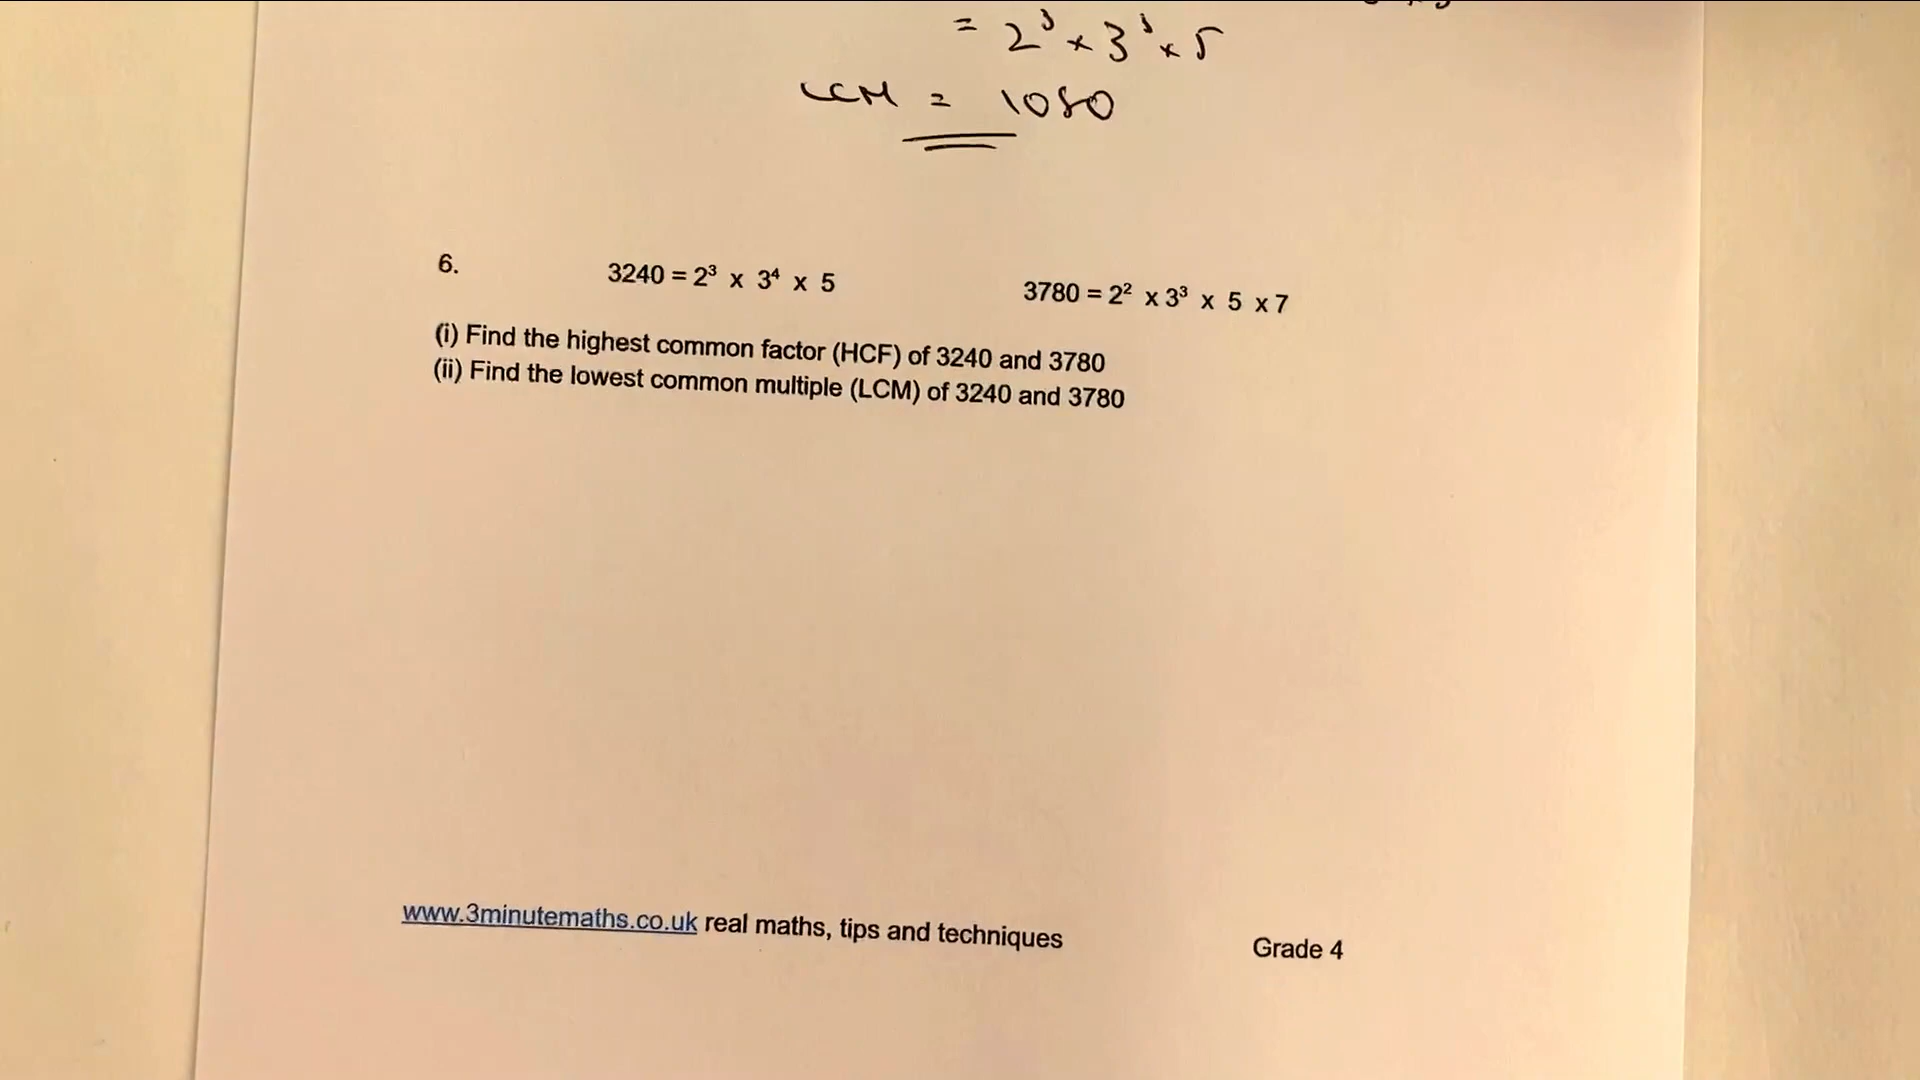 = 2³ × 3³ × 5
LCM = 1080
6. 3240 = 2³ x 3⁴ x 5 3780 = 2² x 3³ x 5 x 7
(i) Find the highest common factor (HCF) of 3240 and 3780
(ii) Find the lowest common multiple (LCM) of 3240 and 3780
www.3minutemaths.co.uk real maths, tips and techniques Grade 4